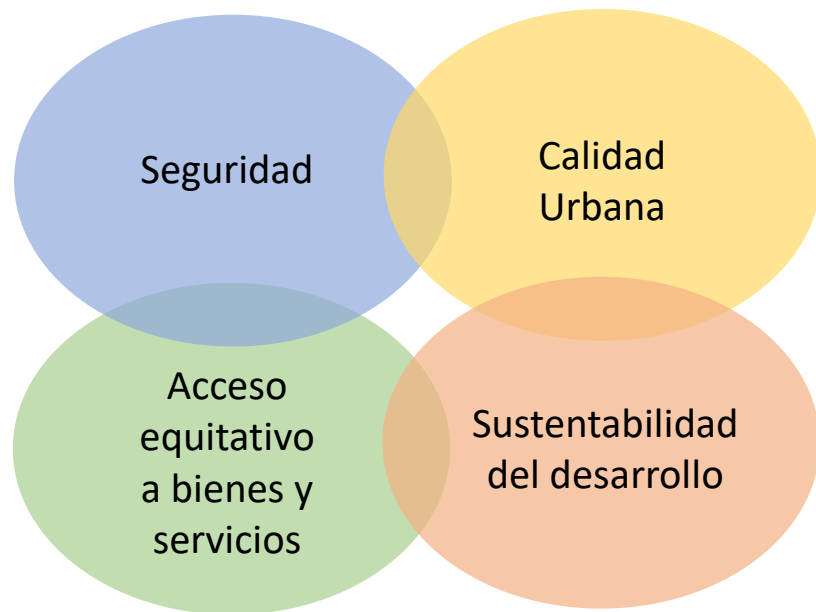 Seguridad
Calidad
Urbana
Acceso
equitativo
a bienes y
servicios
Sustentabilidad
del desarrollo